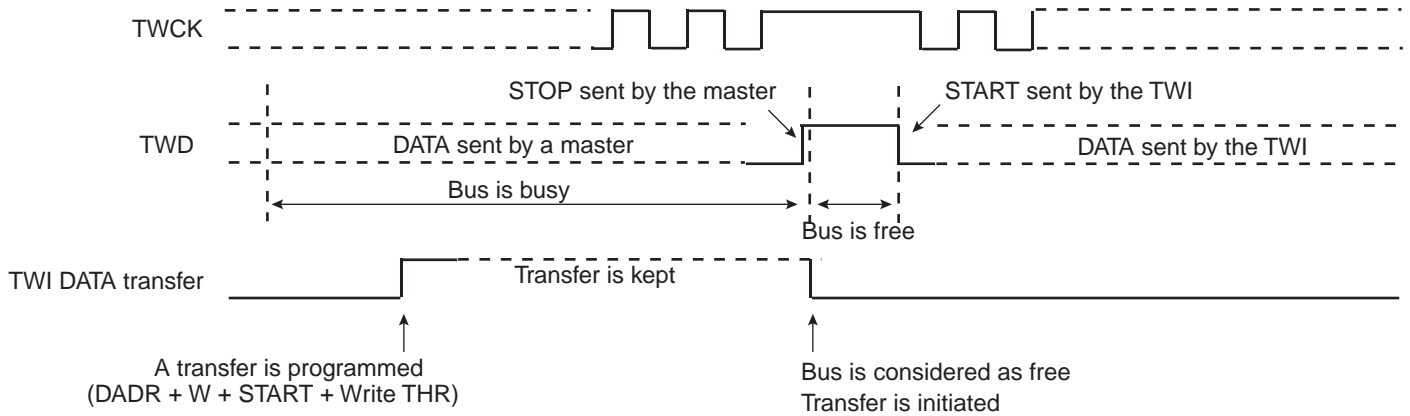 TWCK
STOP sent by the master
START sent by the TWI
TWD
DATA sent by a master
DATA sent by the TWI
Bus is busy
Bus is free
TWI DATA transfer
Transfer is kept
A transfer is programmed
(DADR + W + START + Write THR)
Bus is considered as free
Transfer is initiated